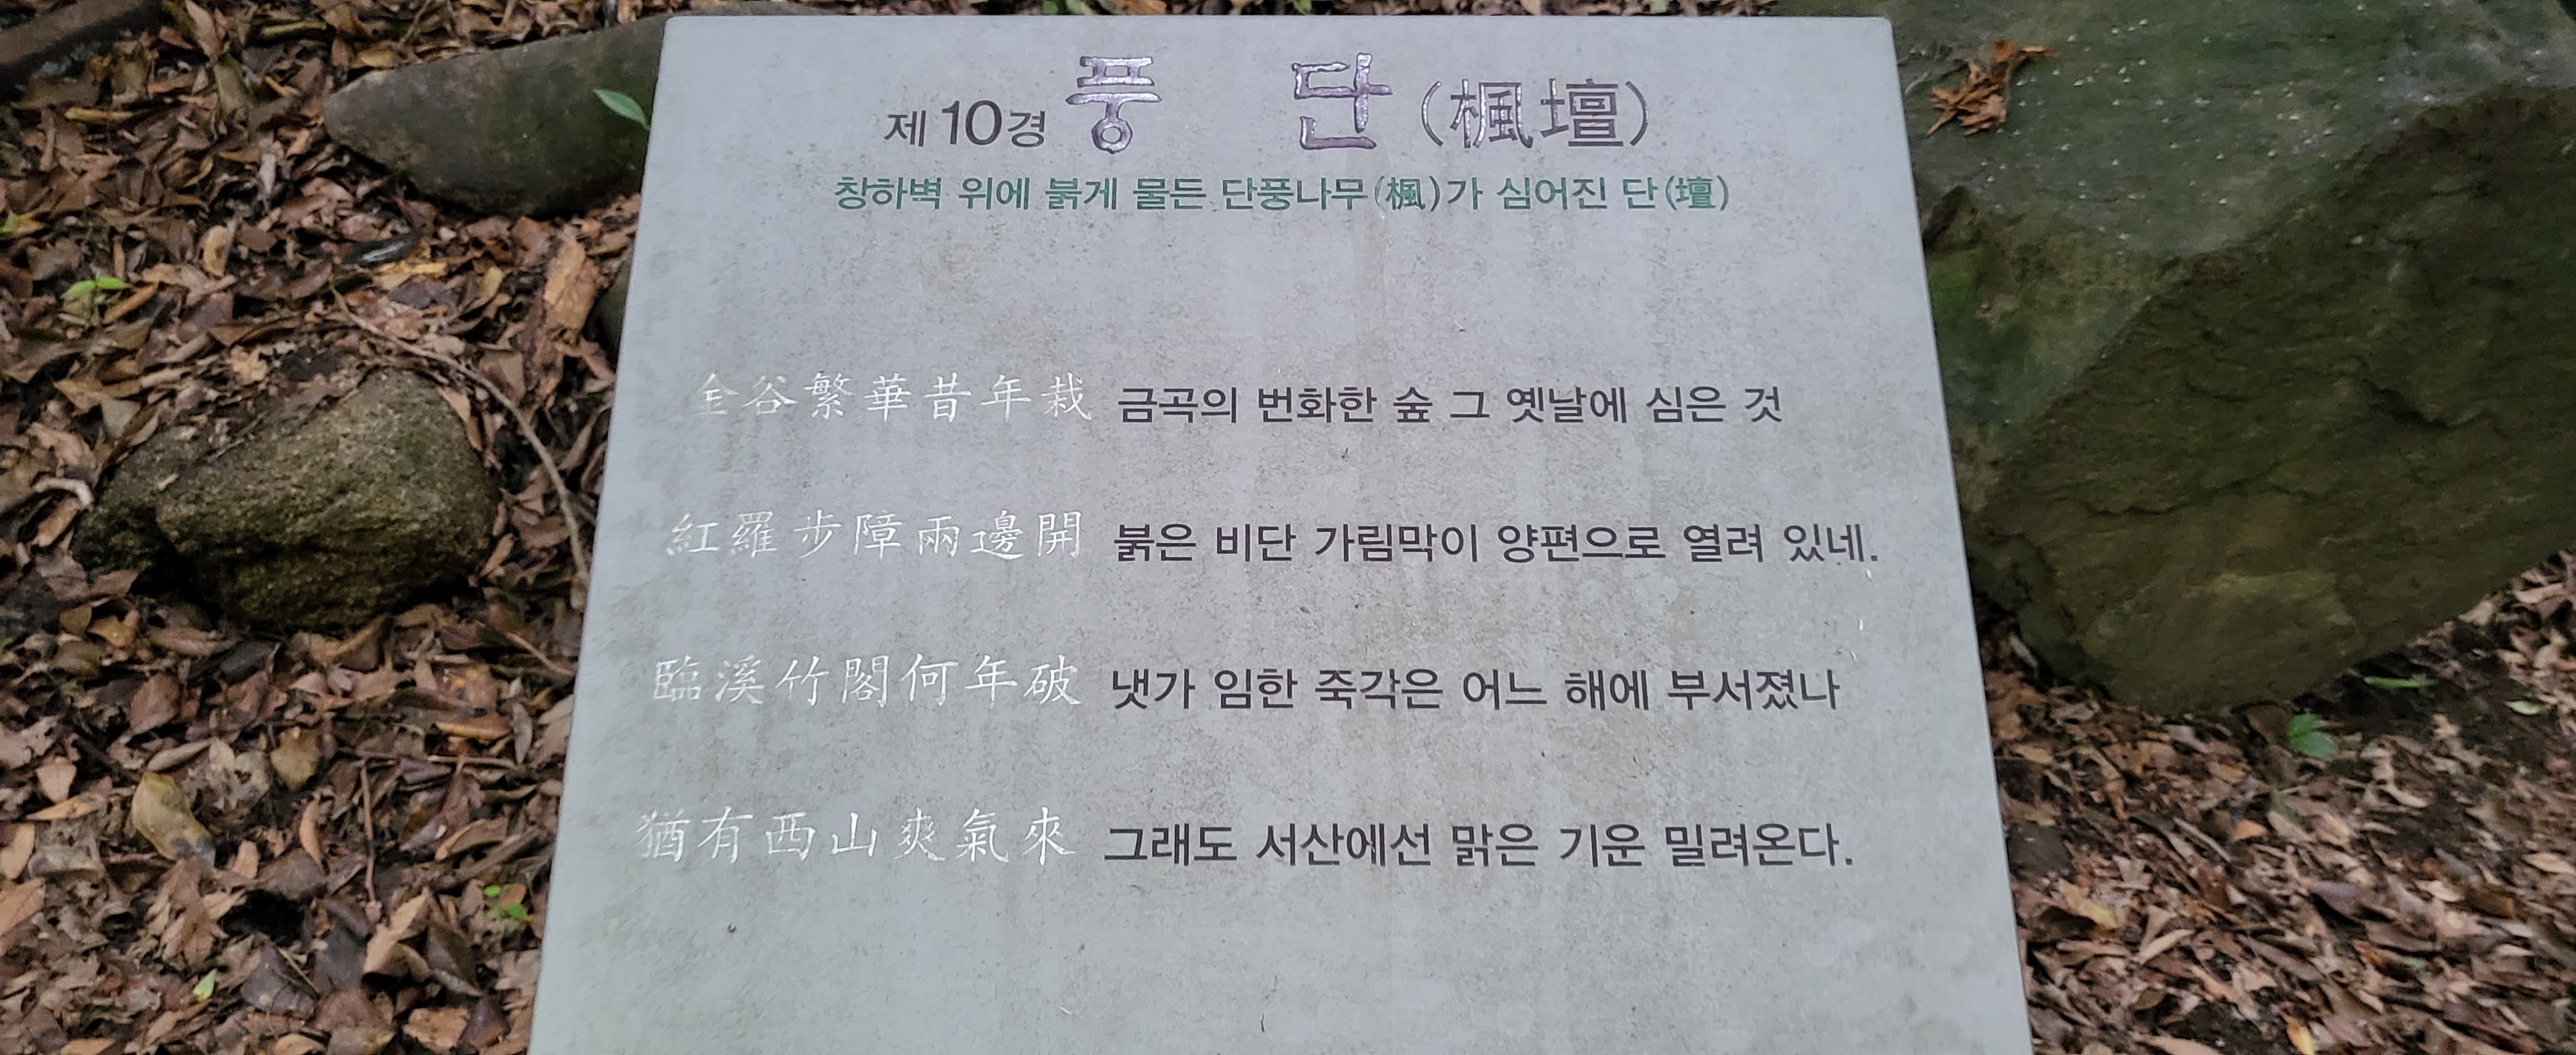 제10경 풍 단 (楓壇)
창하벽 위에 붉게 물든 단풍나무(楓)가 심어진 단(壇)
金谷繁華昔年栽 금곡의 번화한 숲 그 옛날에 심은 것
紅羅步障兩邊開 붉은 비단 가림막이 양편으로 열려 있네.
臨溪竹閣何年破 냇가 임한 죽각은 어느 해에 부서졌나
猶有西山爽氣來 그래도 서산에선 맑은 기운 밀려온다.